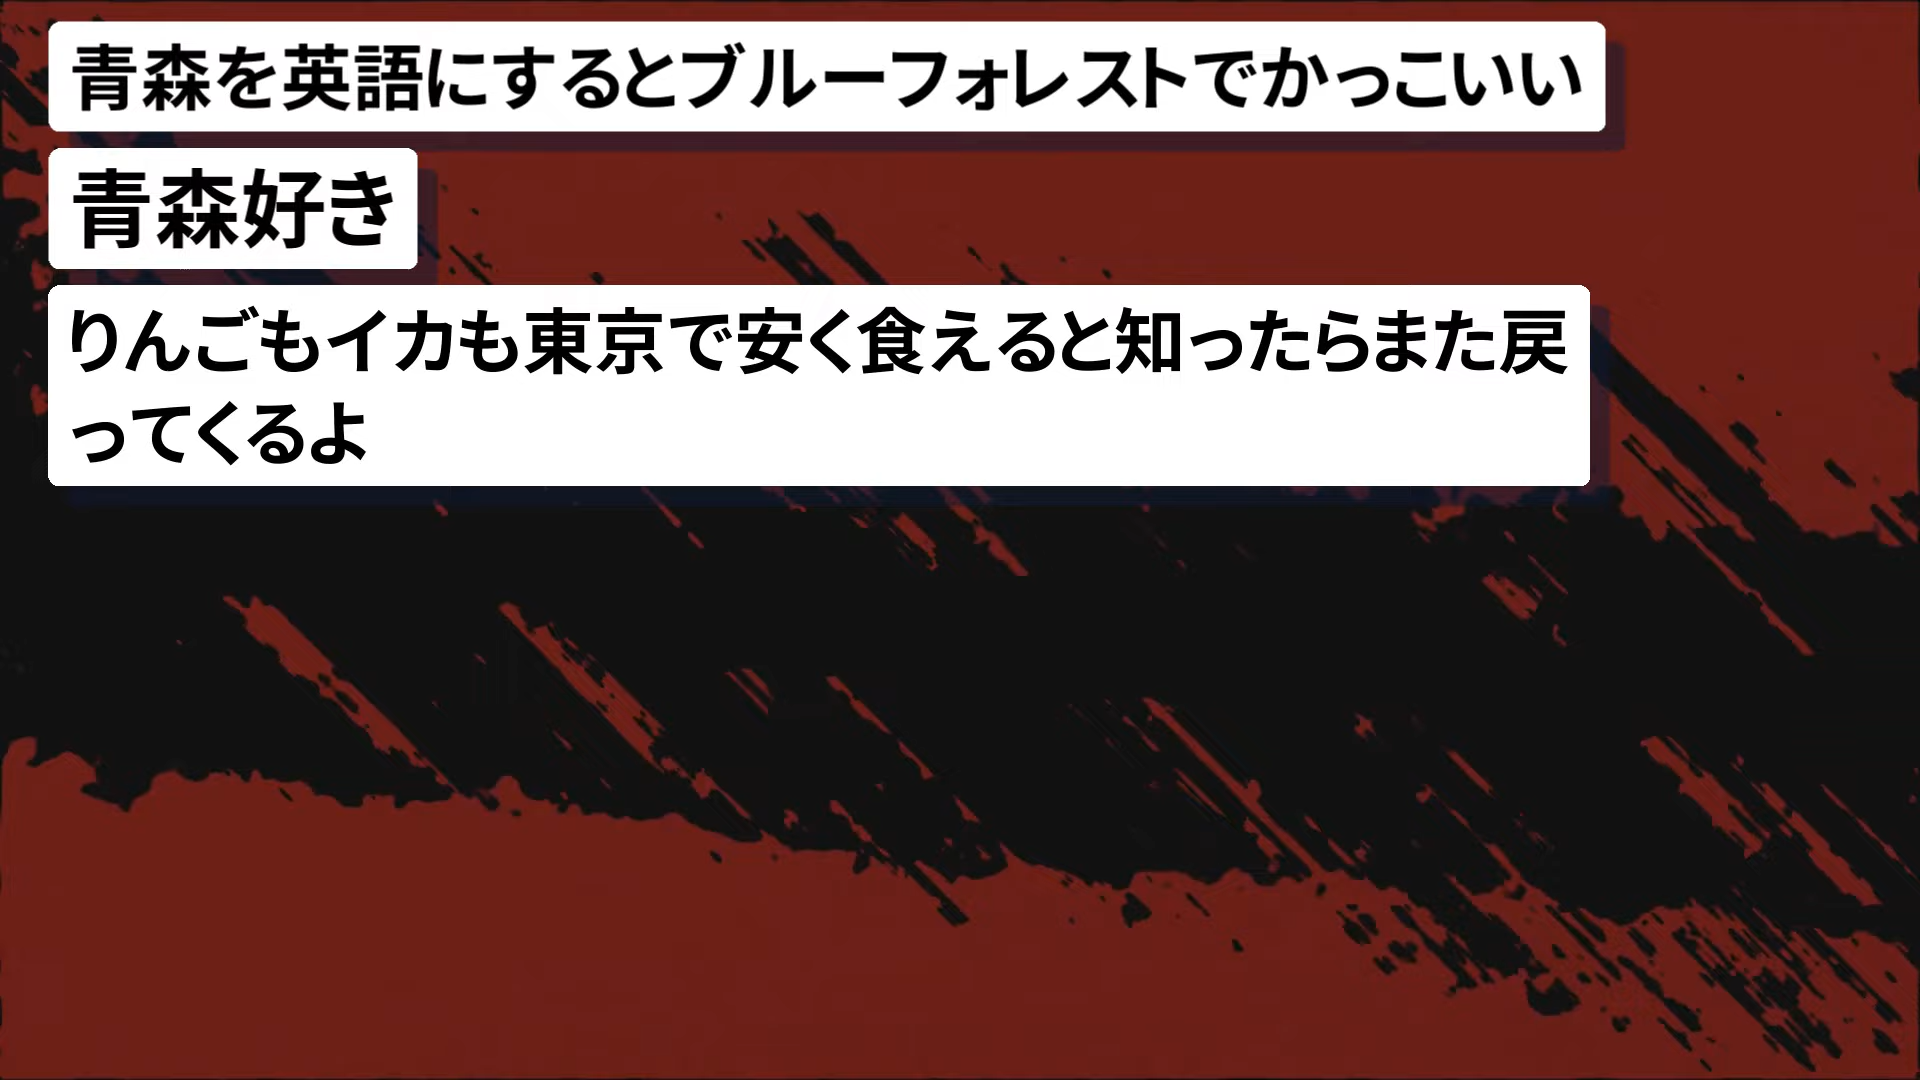 青森を英語にするとブルーフォレストでかっこいい
青森好き
りんごもイカも東京で安く食えると知ったらまた戻
ってくるよ